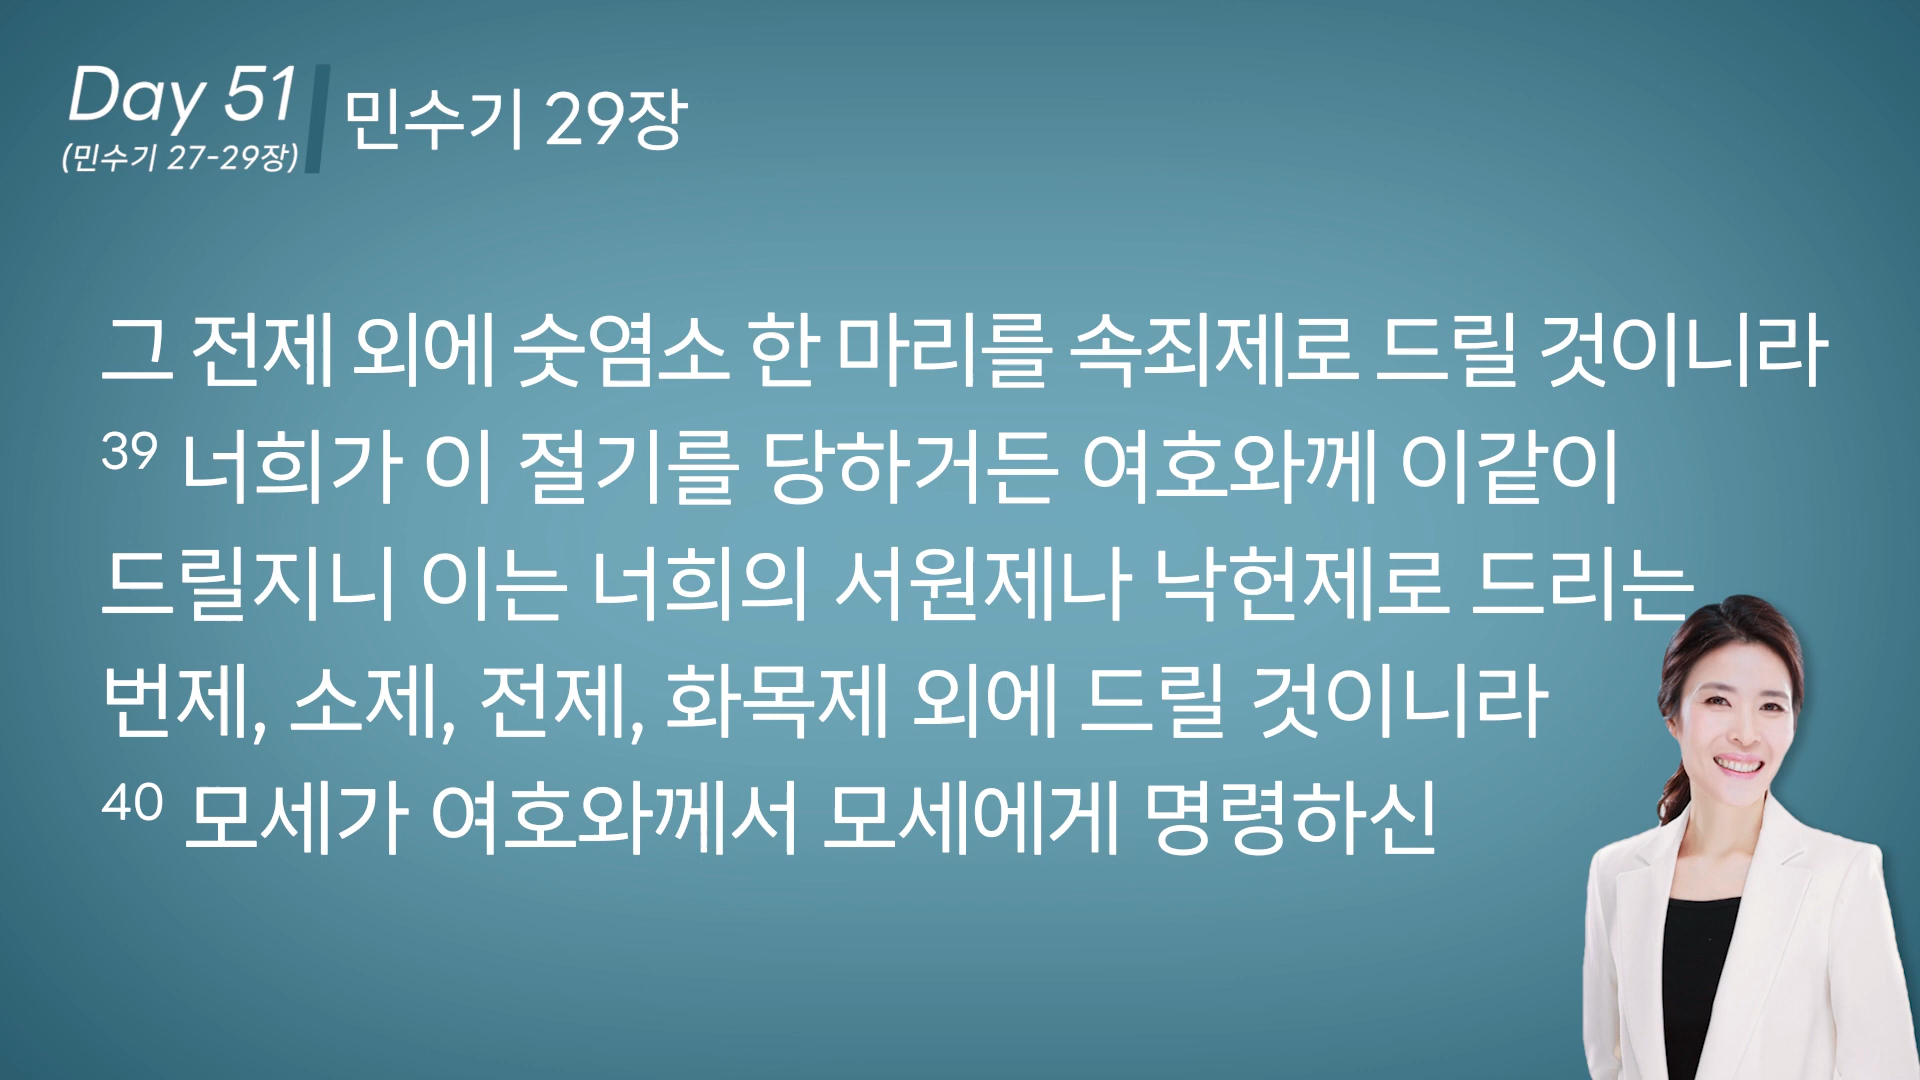 Day 51
(민수기 27-29장)
민수기 29장
그 전제 외에 숫염소 한 마리를 속죄제로 드릴 것이니라
39 너희가 이 절기를 당하거든 여호와께 이같이
드릴지니 이는 너희의 서원제나 낙헌제로 드리는
번제, 소제, 전제, 화목제 외에 드릴 것이니라
40 모세가 여호와께서 모세에게 명령하신